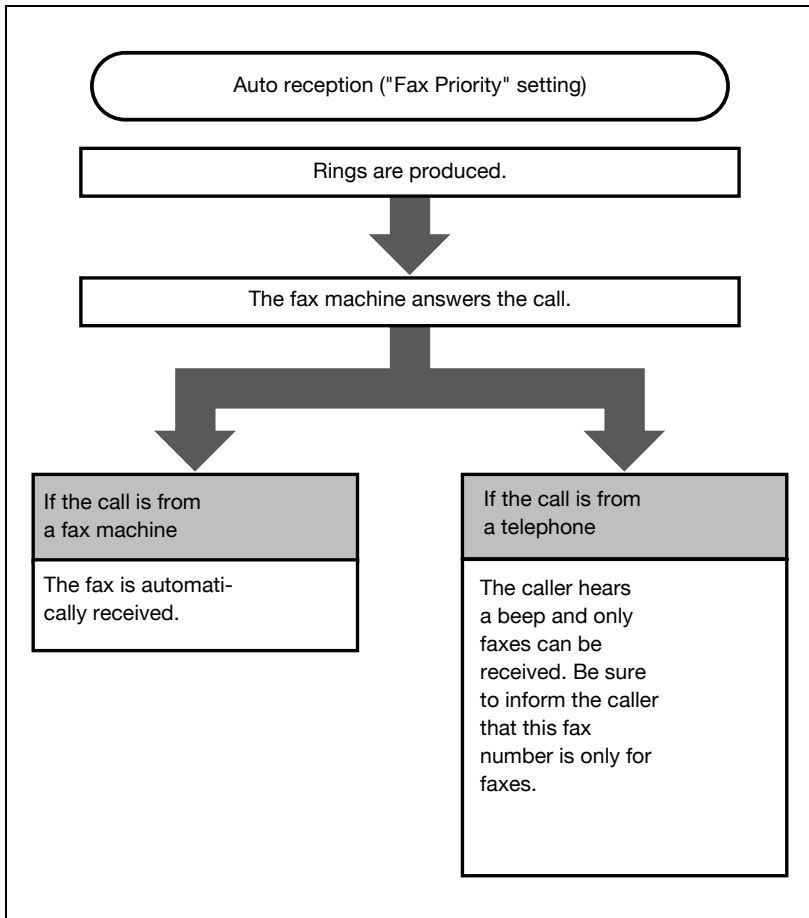 Auto reception ("Fax Priority" setting)
Rings are produced.
The fax machine answers the call.
If the call is from
a fax machine
The fax is automati-
cally received.
If the call is from
a telephone
The caller hears
a beep and only
faxes can be
received. Be sure
to inform the caller
that this fax
number is only for
faxes.